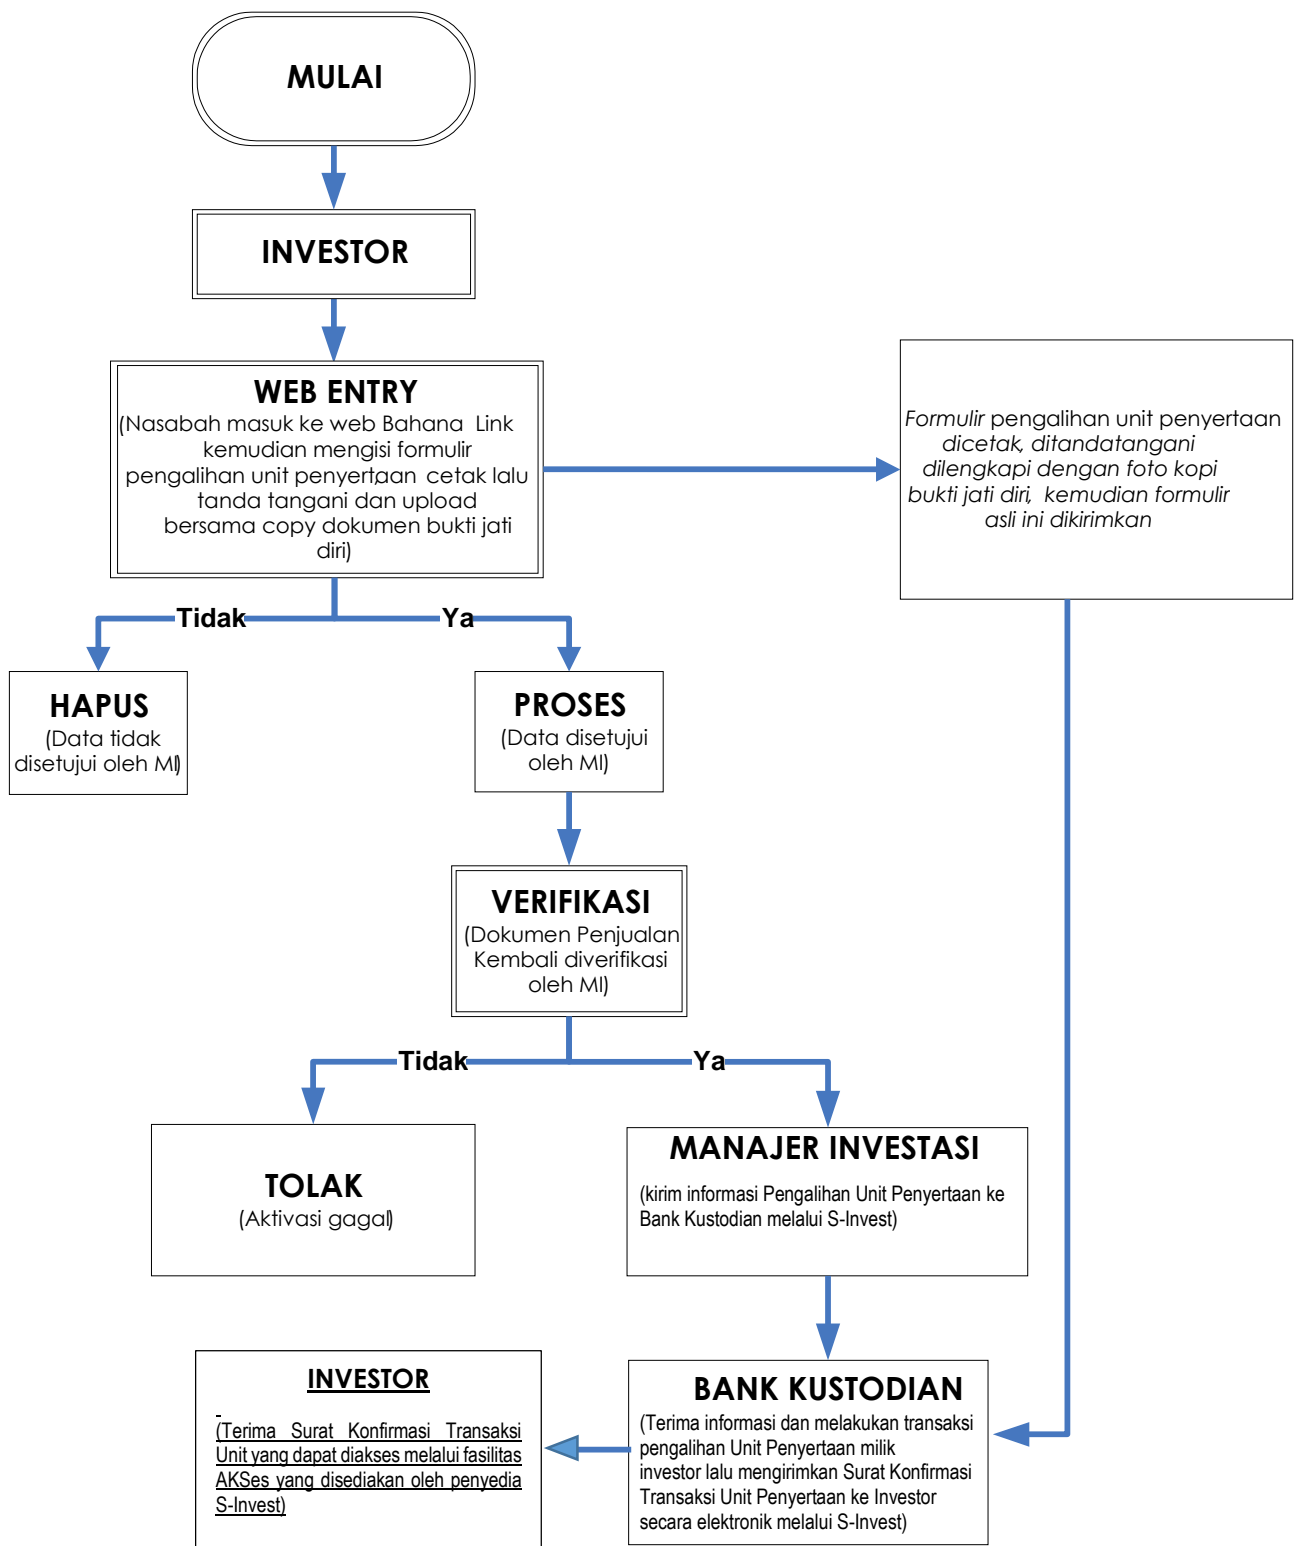 MULAI
INVESTOR
WEB ENTRY
(Nasabah masuk ke web Bahana Link
kemudian mengisi formulir
pengalihan unit penyertaan cetak lalu
tanda tangani dan upload
bersama copy dokumen bukti jati
diri)
Formulir pengalihan unit penyertaan
dicetak, ditandatangani
dilengkapi dengan foto kopi
bukti jati diri, kemudian formulir
asli ini dikirimkan
Tidak
Ya
HAPUS
(Data tidak
disetujui oleh MI)
PROSES
(Data disetujui
oleh MI)
VERIFIKASI
(Dokumen Penjualan
Kembali diverifikasi
oleh MI)
Tidak
Ya
TOLAK
(Aktivasi gagal)
MANAJER INVESTASI
(kirim informasi Pengalihan Unit Penyertaan ke
Bank Kustodian melalui S-Invest)
INVESTOR
(Terima Surat Konfirmasi Transaksi
Unit yang dapat diakses melalui fasilitas
AKSes yang disediakan oleh penyedia
S-Invest)
BANK KUSTODIAN
(Terima informasi dan melakukan transaksi
pengalihan Unit Penyertaan milik
investor lalu mengirimkan Surat Konfirmasi
Transaksi Unit Penyertaan ke Investor
secara elektronik melalui S-Invest)